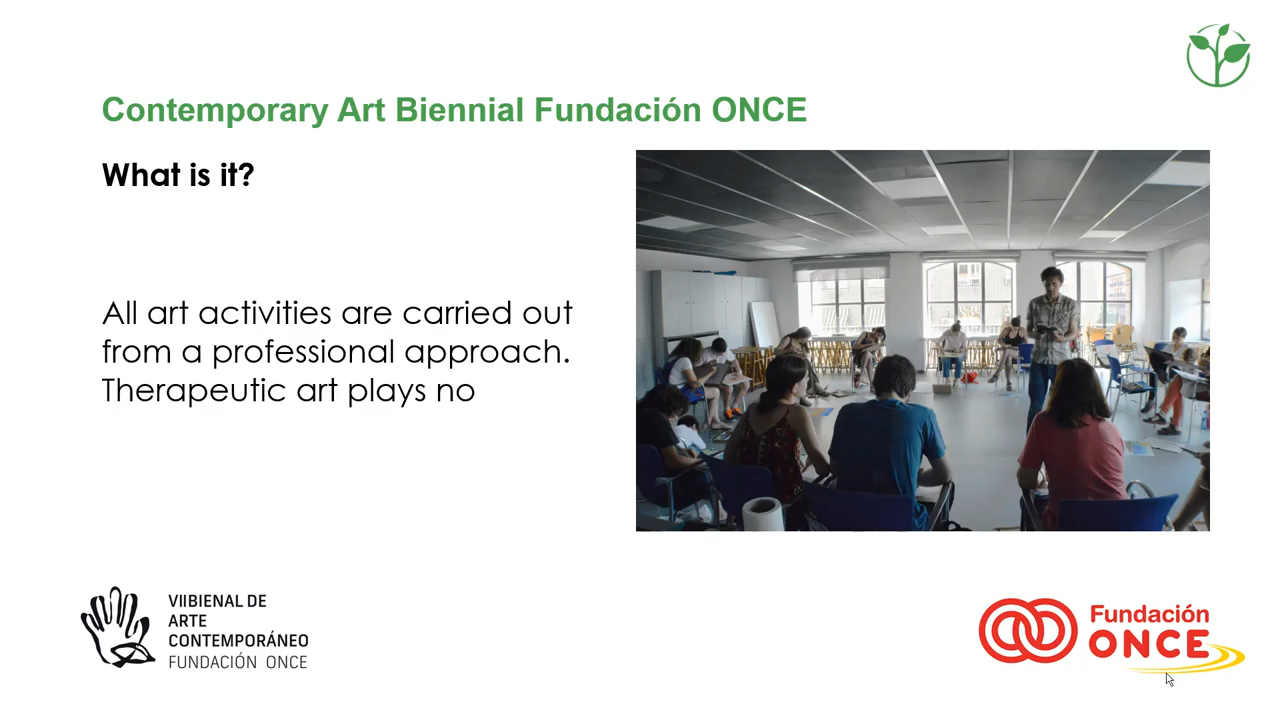 Contemporary Art Biennial Fundación ONCE
What is it?
All art activities are carried out
from a professional approach.
Therapeutic art plays no
VIIBIENAL DE
ARTE
CONTEMPORÁNEO
FUNDACIÓN ONCE
Fundación
ONCE